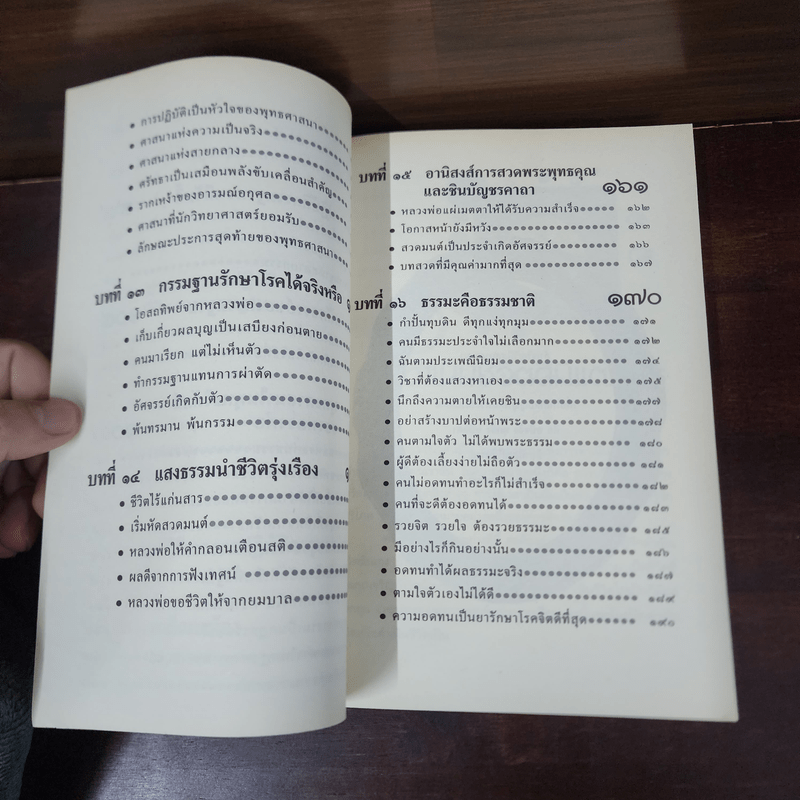 • การปฏิบัติเป็นหัวใจของพุทธศาสนา
• ศาสนาแห่งความเป็นจริง
• ศาสนาแห่งสายกลาง
• ศรัทธาเป็นเสมือนพลังขับเคลื่อนสำคัญ
• รากเหง้าของอารมณ์อกุศล
• ศาสนาที่นักวิทยาศาสตร์ยอมรับ
• ลักษณะประการสุดท้ายของพุทธศาสนา
บทที่ ๑๓ กรรมฐานรักษาโรคได้จริงหรือ
• โอสถทิพย์จากหลวงพ่อ
• เก็บเกี่ยวผลบุญเป็นเสบียงก่อนตาย
• คนมาเรียก แต่ไม่เห็นตัว
• ทำกรรมฐานแทนการผ่าตัด
• อัศจรรย์เกิดกับตัว
• พ้นทรมาน พ้นกรรม
บทที่ ๑๔ แสงธรรมนำชีวิตรุ่งเรือง
• ชีวิตไร้แก่นสาร
• เริ่มหัดสวดมนต์
• หลวงพ่อให้คำกลอนเตือนสติ
• ผลดีจากการฟังเทศน์
• หลวงพ่อขอชีวิตให้จากยมบาล
บทที่ ๑๕ อานิสงส์การสวดพระพุทธคุณ
และชินบัญชรคาถา ๑๖๑
• หลวงพ่อแผ่เมตตาให้ได้รับความสำเร็จ ๑๖๒
• โอกาสหน้ายังมีหวัง ๑๖๓
• สวดมนต์เป็นประจำเกิดอัศจรรย์ ๑๖๖
• บทสวดที่มีคุณค่ามากที่สุด ๑๖๗
บทที่ ๑๖ ธรรมะคือธรรมชาติ ๑๗๐
• กำปั้นทุบดิน ดีทุกแง่ทุกมุม ๑๗๑
• คนมีธรรมะประจำใจไม่เลือกมาก ๑๗๒
• ฉันตามประเพณีนิยม ๑๗๔
• วิชาที่ต้องแสวงหาเอง ๑๗๕
• นึกถึงความตายให้เคยชิน ๑๗๗
• อย่าสร้างบาปต่อหน้าพระ ๑๗๘
• คนตามใจตัว ไม่ได้พบพระธรรม ๑๘๐
• ผู้ดีต้องเลี้ยงง่ายไม่ถือตัว ๑๘๑
• คนไม่อดทนทำอะไรก็ไม่สำเร็จ ๑๘๒
• คนที่จะดีต้องอดทนได้ ๑๘๓
• รวยจิต รวยใจ ต้องรวยธรรมะ ๑๘๕
• มีอย่างไรก็กินอย่างนั้น ๑๘๖
• อดทนทำได้ผลธรรมะจริง ๑๘๗
• ตามใจตัวเองไม่ได้ดี ๑๘๙
• ความอดทนเป็นยารักษาโรคจิตดีที่สุด ๑๙๐